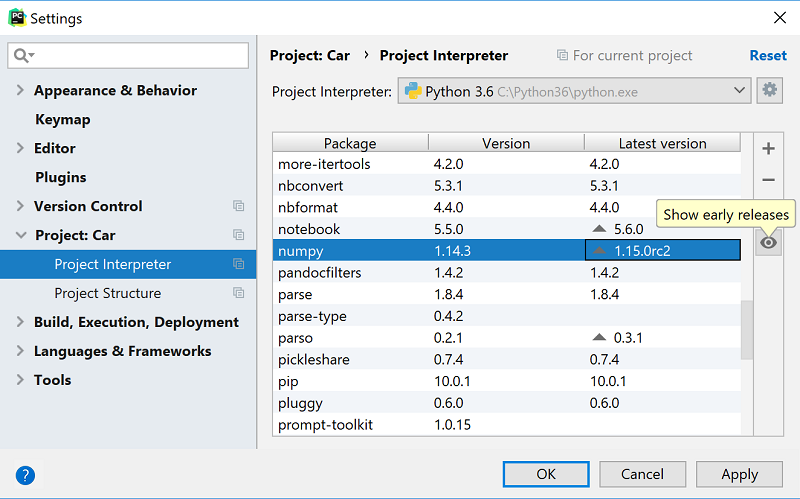 Settings
Project: Car › Project Interpreter For current project Reset
Appearance & Behavior
Keymap
Editor
Plugins
Version Control
Project: Car
Project Interpreter
Project Structure
Build, Execution, Deployment
Languages & Frameworks
Tools
Project Interpreter: Python 3.6 C:\Python36\python.exe
Package Version Latest version
more-itertools 4.2.0 4.2.0
nbconvert 5.3.1 5.3.1
nbformat 4.4.0 4.4.0
notebook 5.5.0 5.6.0
numpy 1.14.3 1.15.0rc2
pandocfilters 1.4.2 1.4.2
parse 1.8.4 1.8.4
parse-type 0.4.2
parso 0.2.1 0.3.1
pickleshare 0.7.4 0.7.4
pip 10.0.1 10.0.1
pluggy 0.6.0 0.6.0
prompt-toolkit 1.0.15
Show early releases
? OK Cancel Apply